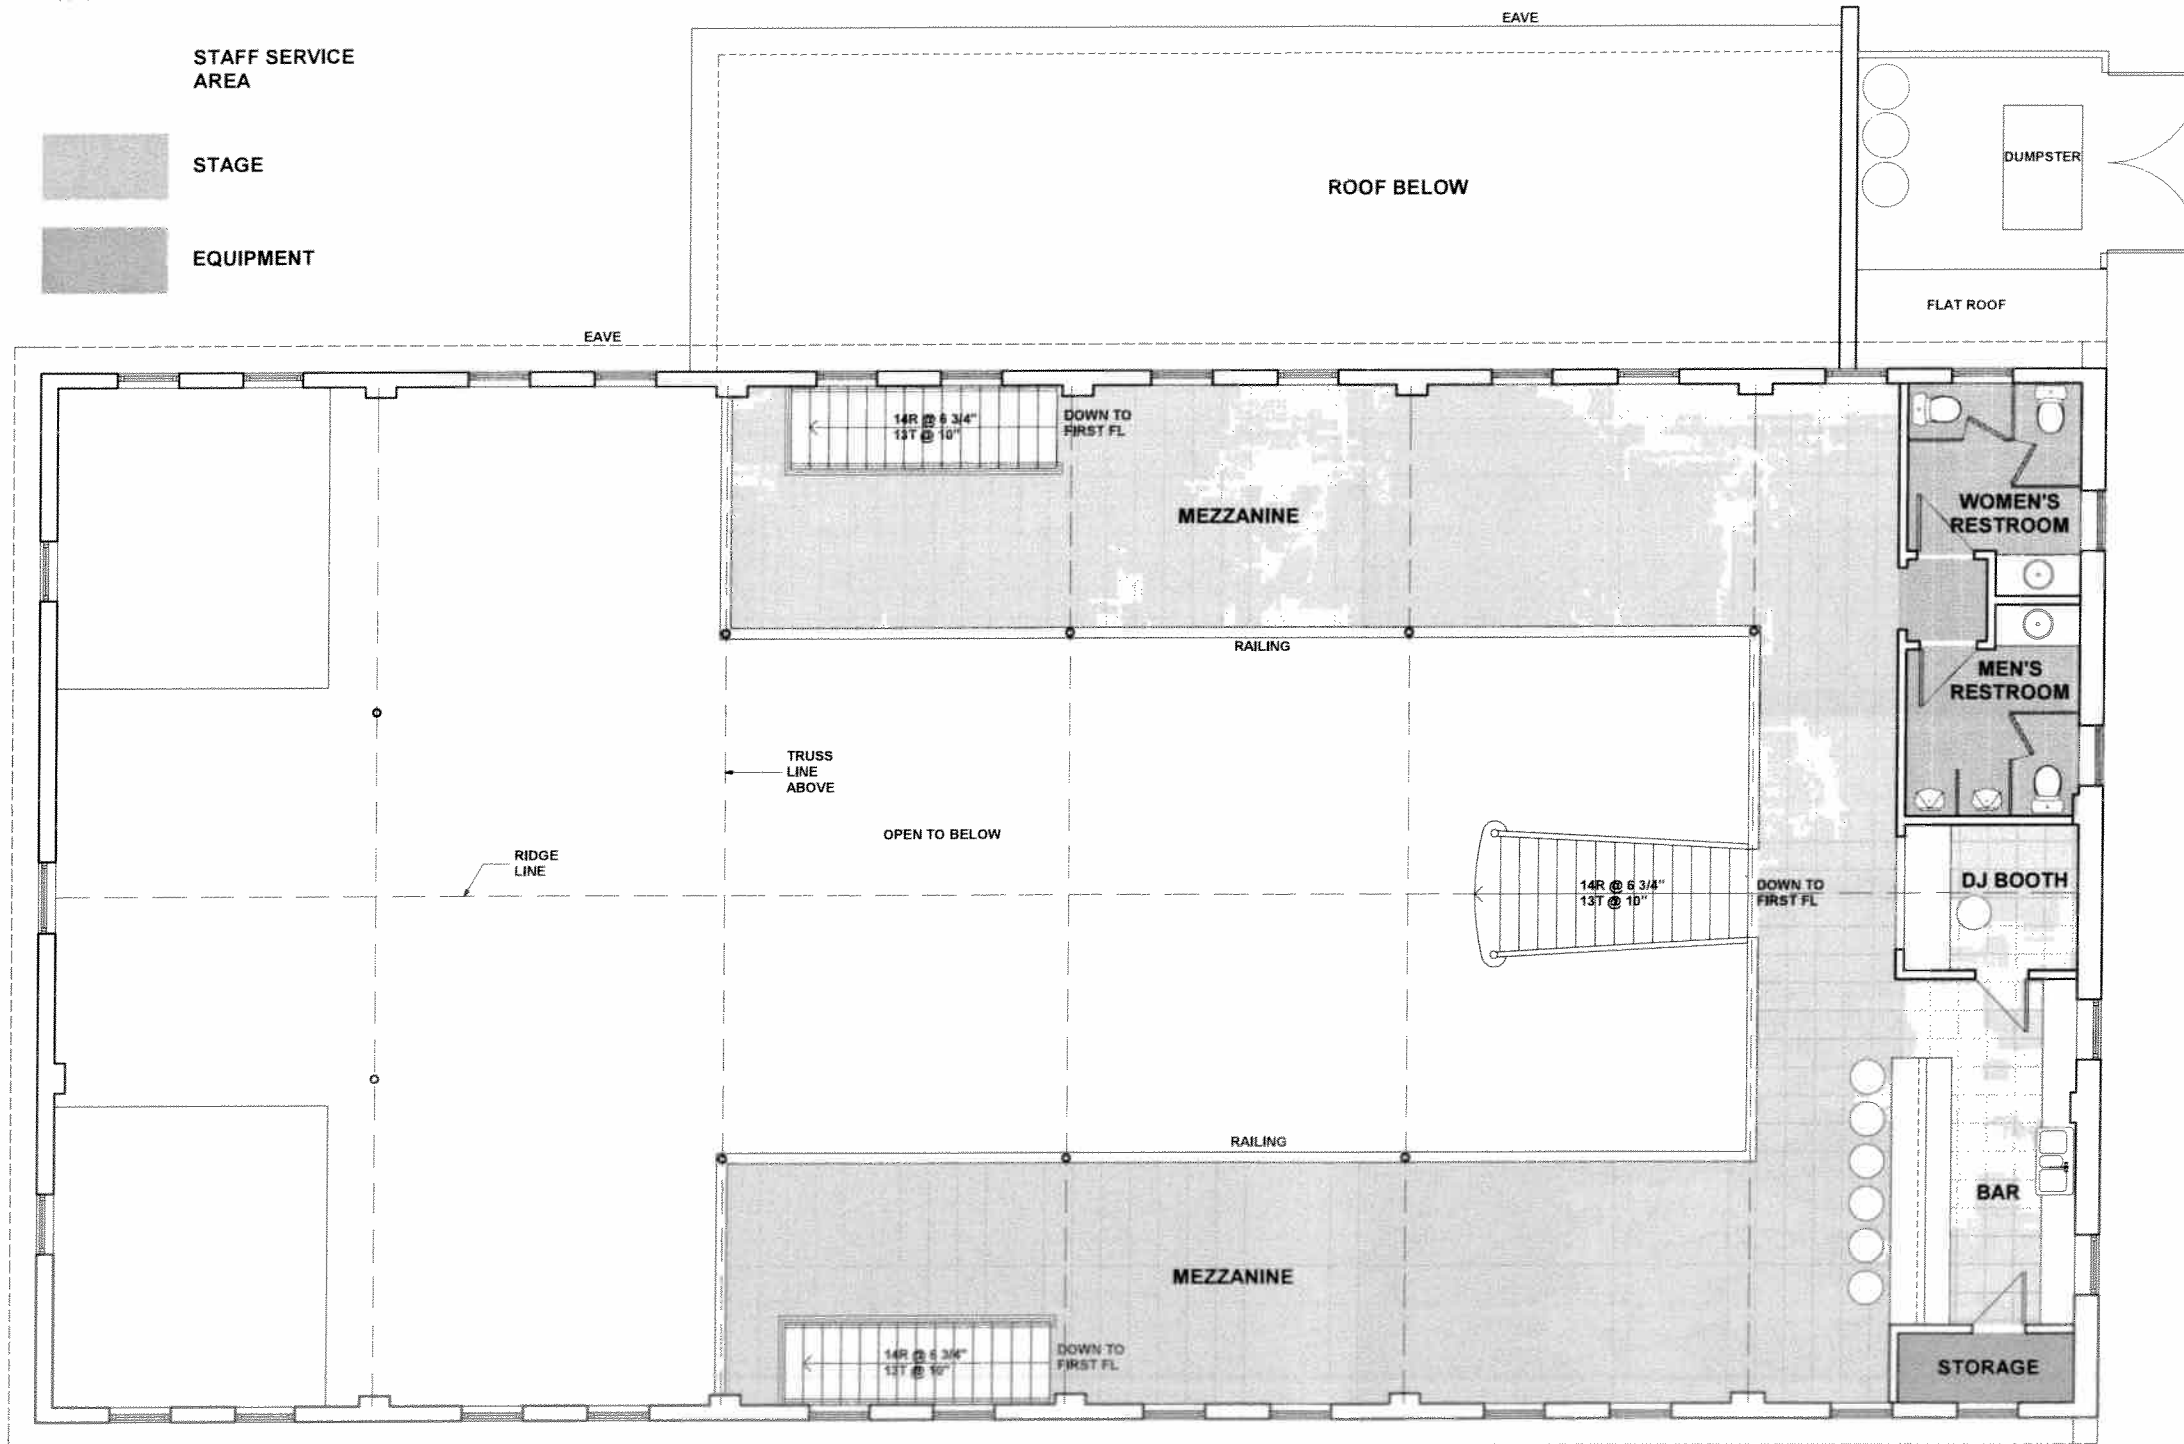 EAVE
STAFF SERVICE
AREA
STAGE
DUMPSTER
ROOF BELOW
EQUIPMENT
FLAT ROOF
EAVE
14R @ 6 3/4"
13T @ 10"
DOWN TO
FIRST FL
MEZZANINE
WOMEN'S
RESTROOM
RAILING
MEN'S
RESTROOM
TRUSS
LINE
ABOVE
OPEN TO BELOW
RIDGE
LINE
14R @ 6 3/4"
13T @ 10"
DOWN TO
FIRST FL
DJ BOOTH
RAILING
BAR
MEZZANINE
14R @ 6 3/4"
13T @ 10"
DOWN TO
FIRST FL
STORAGE